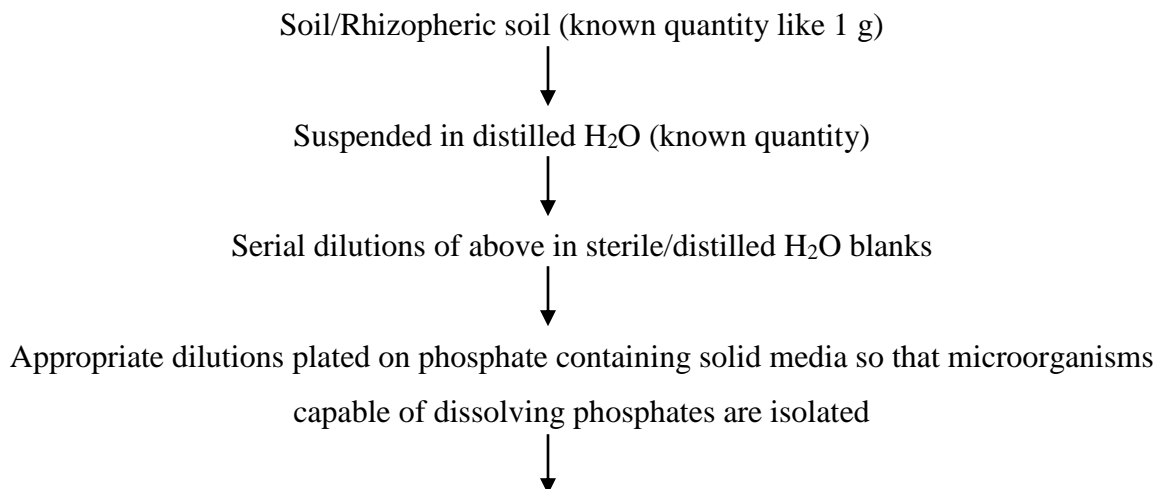 Soil/Rhizopheric soil (known quantity like 1 g)
Suspended in distilled H₂O (known quantity)
Serial dilutions of above in sterile/distilled H₂O blanks
Appropriate dilutions plated on phosphate containing solid media so that microorganisms
capable of dissolving phosphates are isolated